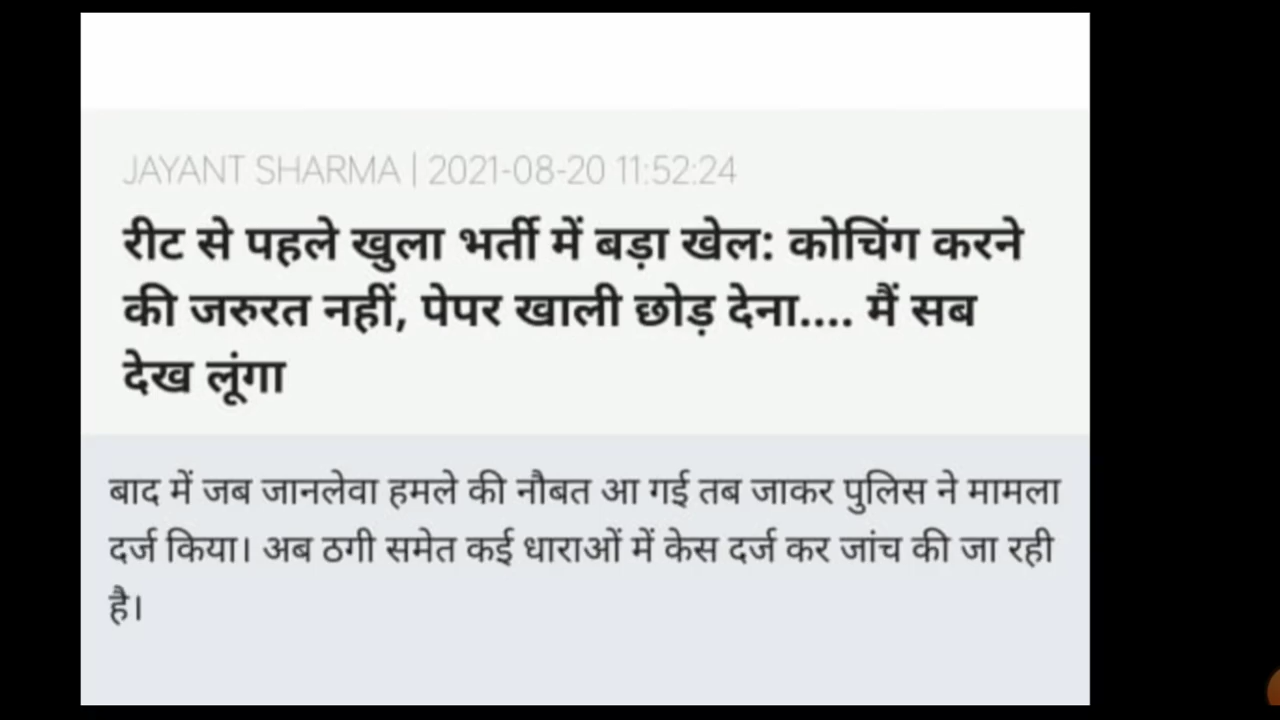 JAYANT SHARMA | 2021-08-20 11:52:24
रीट से पहले खुला भर्ती में बड़ा खेल: कोचिंग करने
की जरुरत नहीं, पेपर खाली छोड़ देना.... मैं सब
देख लूंगा
बाद में जब जानलेवा हमले की नौबत आ गई तब जाकर पुलिस ने मामला
दर्ज किया। अब ठगी समेत कई धाराओं में केस दर्ज कर जांच की जा रही
है।